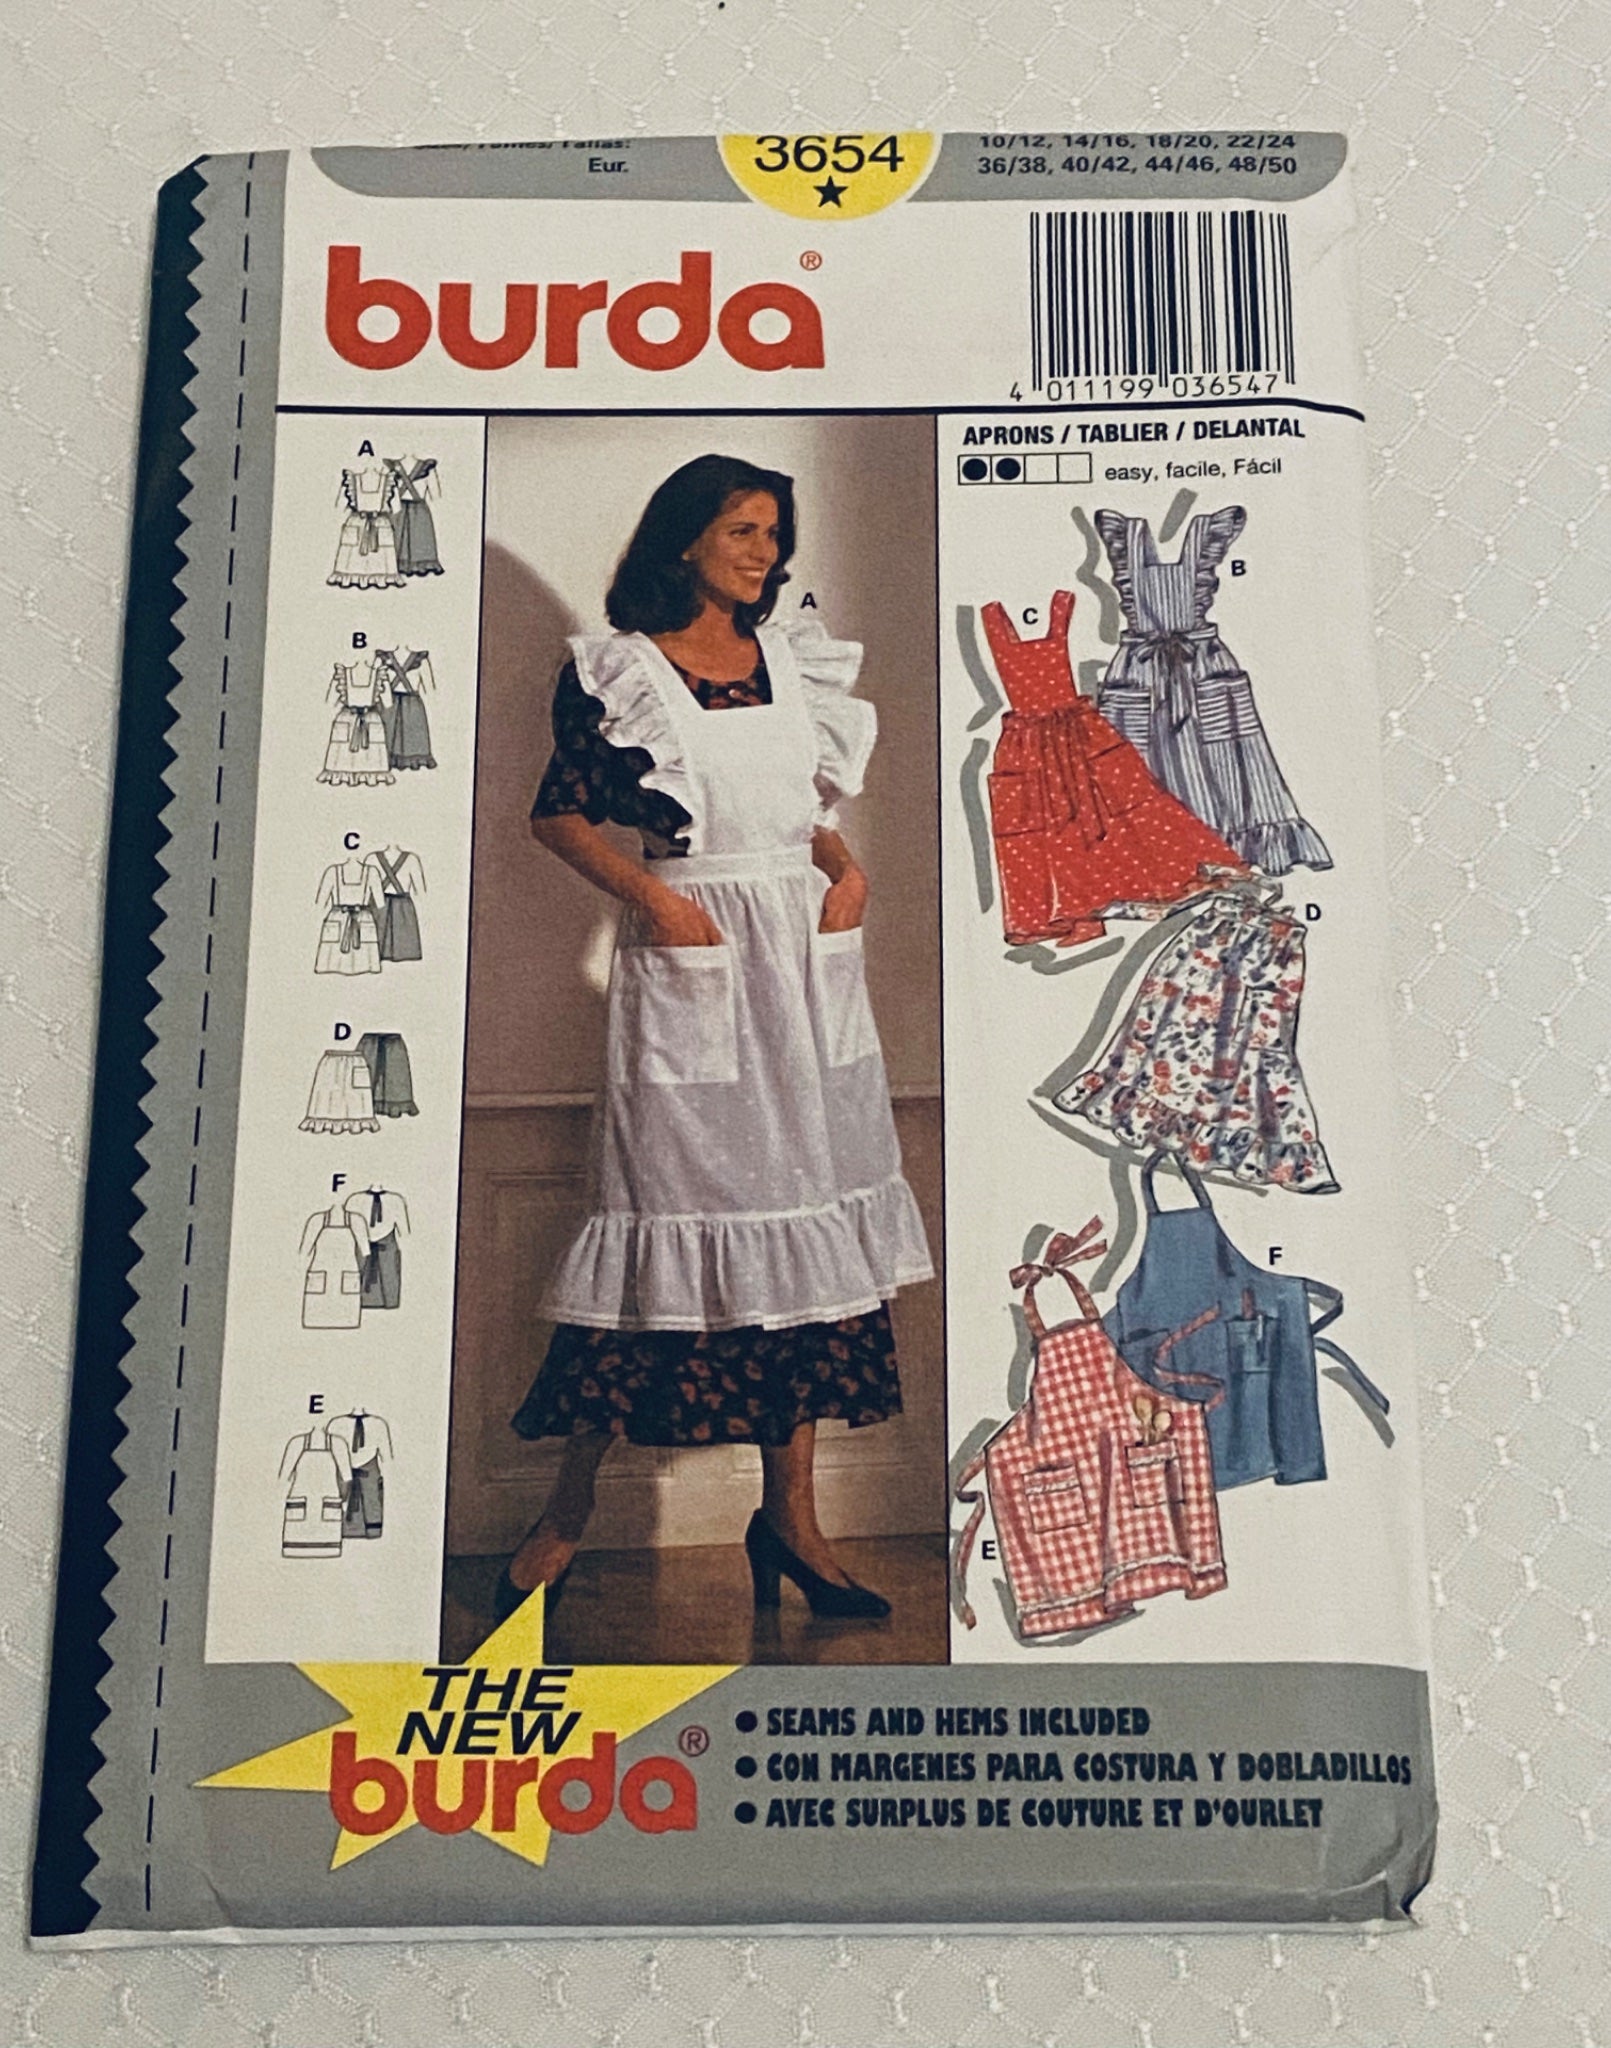 Eur.
3654
10/12, 14/16, 18/20, 22/24
36/38, 40/42, 44/46, 48/50
burda®
4 011199 036547
APRONS / TABLIER / DELANTAL
easy, facile, Fácil
A
B
C
D
F
E
A
B
C
D
F
E
THE
NEW
burda®
• SEAMS AND HEMS INCLUDED
• CON MARGENES PARA COSTURA Y DOBLADILLOS
• AVEC SURPLUS DE COUTURE ET D'OURLET